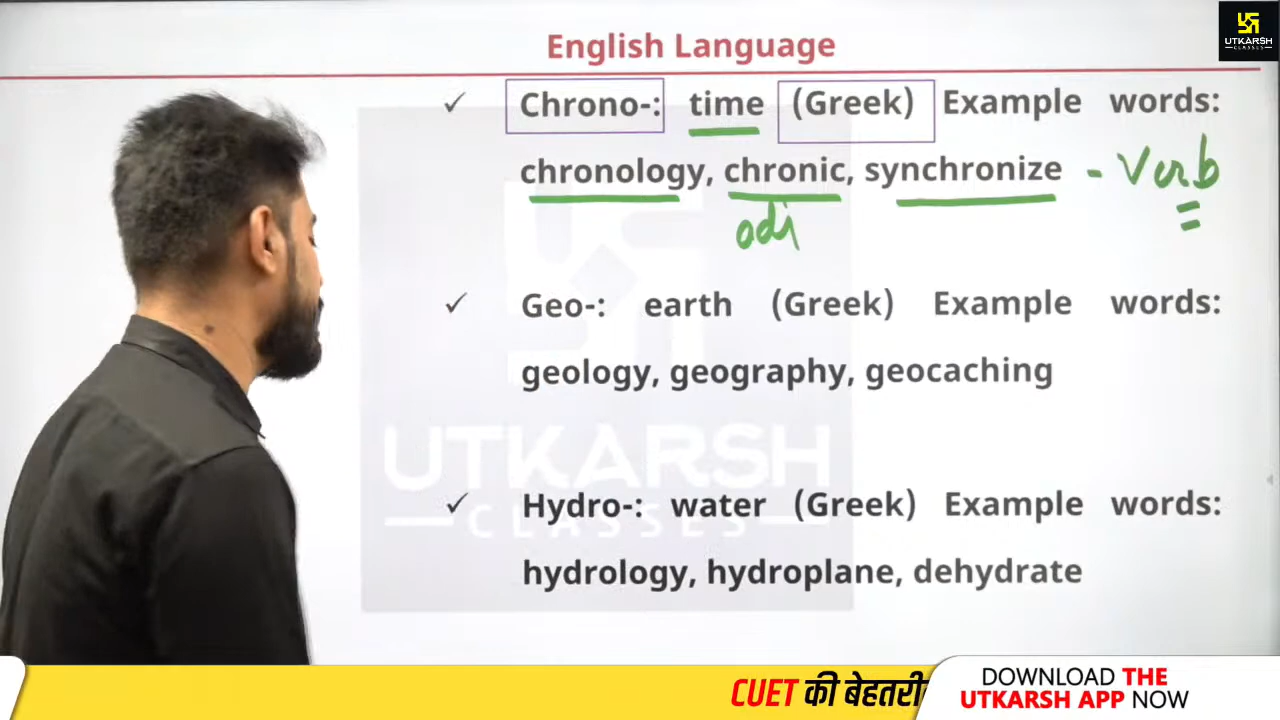 English Language
UTKARSH
CLASSES
✓ Chrono-: time (Greek) Example words:
chronology, chronic, synchronize - Verb
adj
✓ Geo-: earth (Greek) Example words:
geology, geography, geocaching
UTKARSH
CLASSES
✓ Hydro-: water (Greek) Example words:
hydrology, hydroplane, dehydrate
CUET की बेहतरी
DOWNLOAD THE
UTKARSH APP NOW